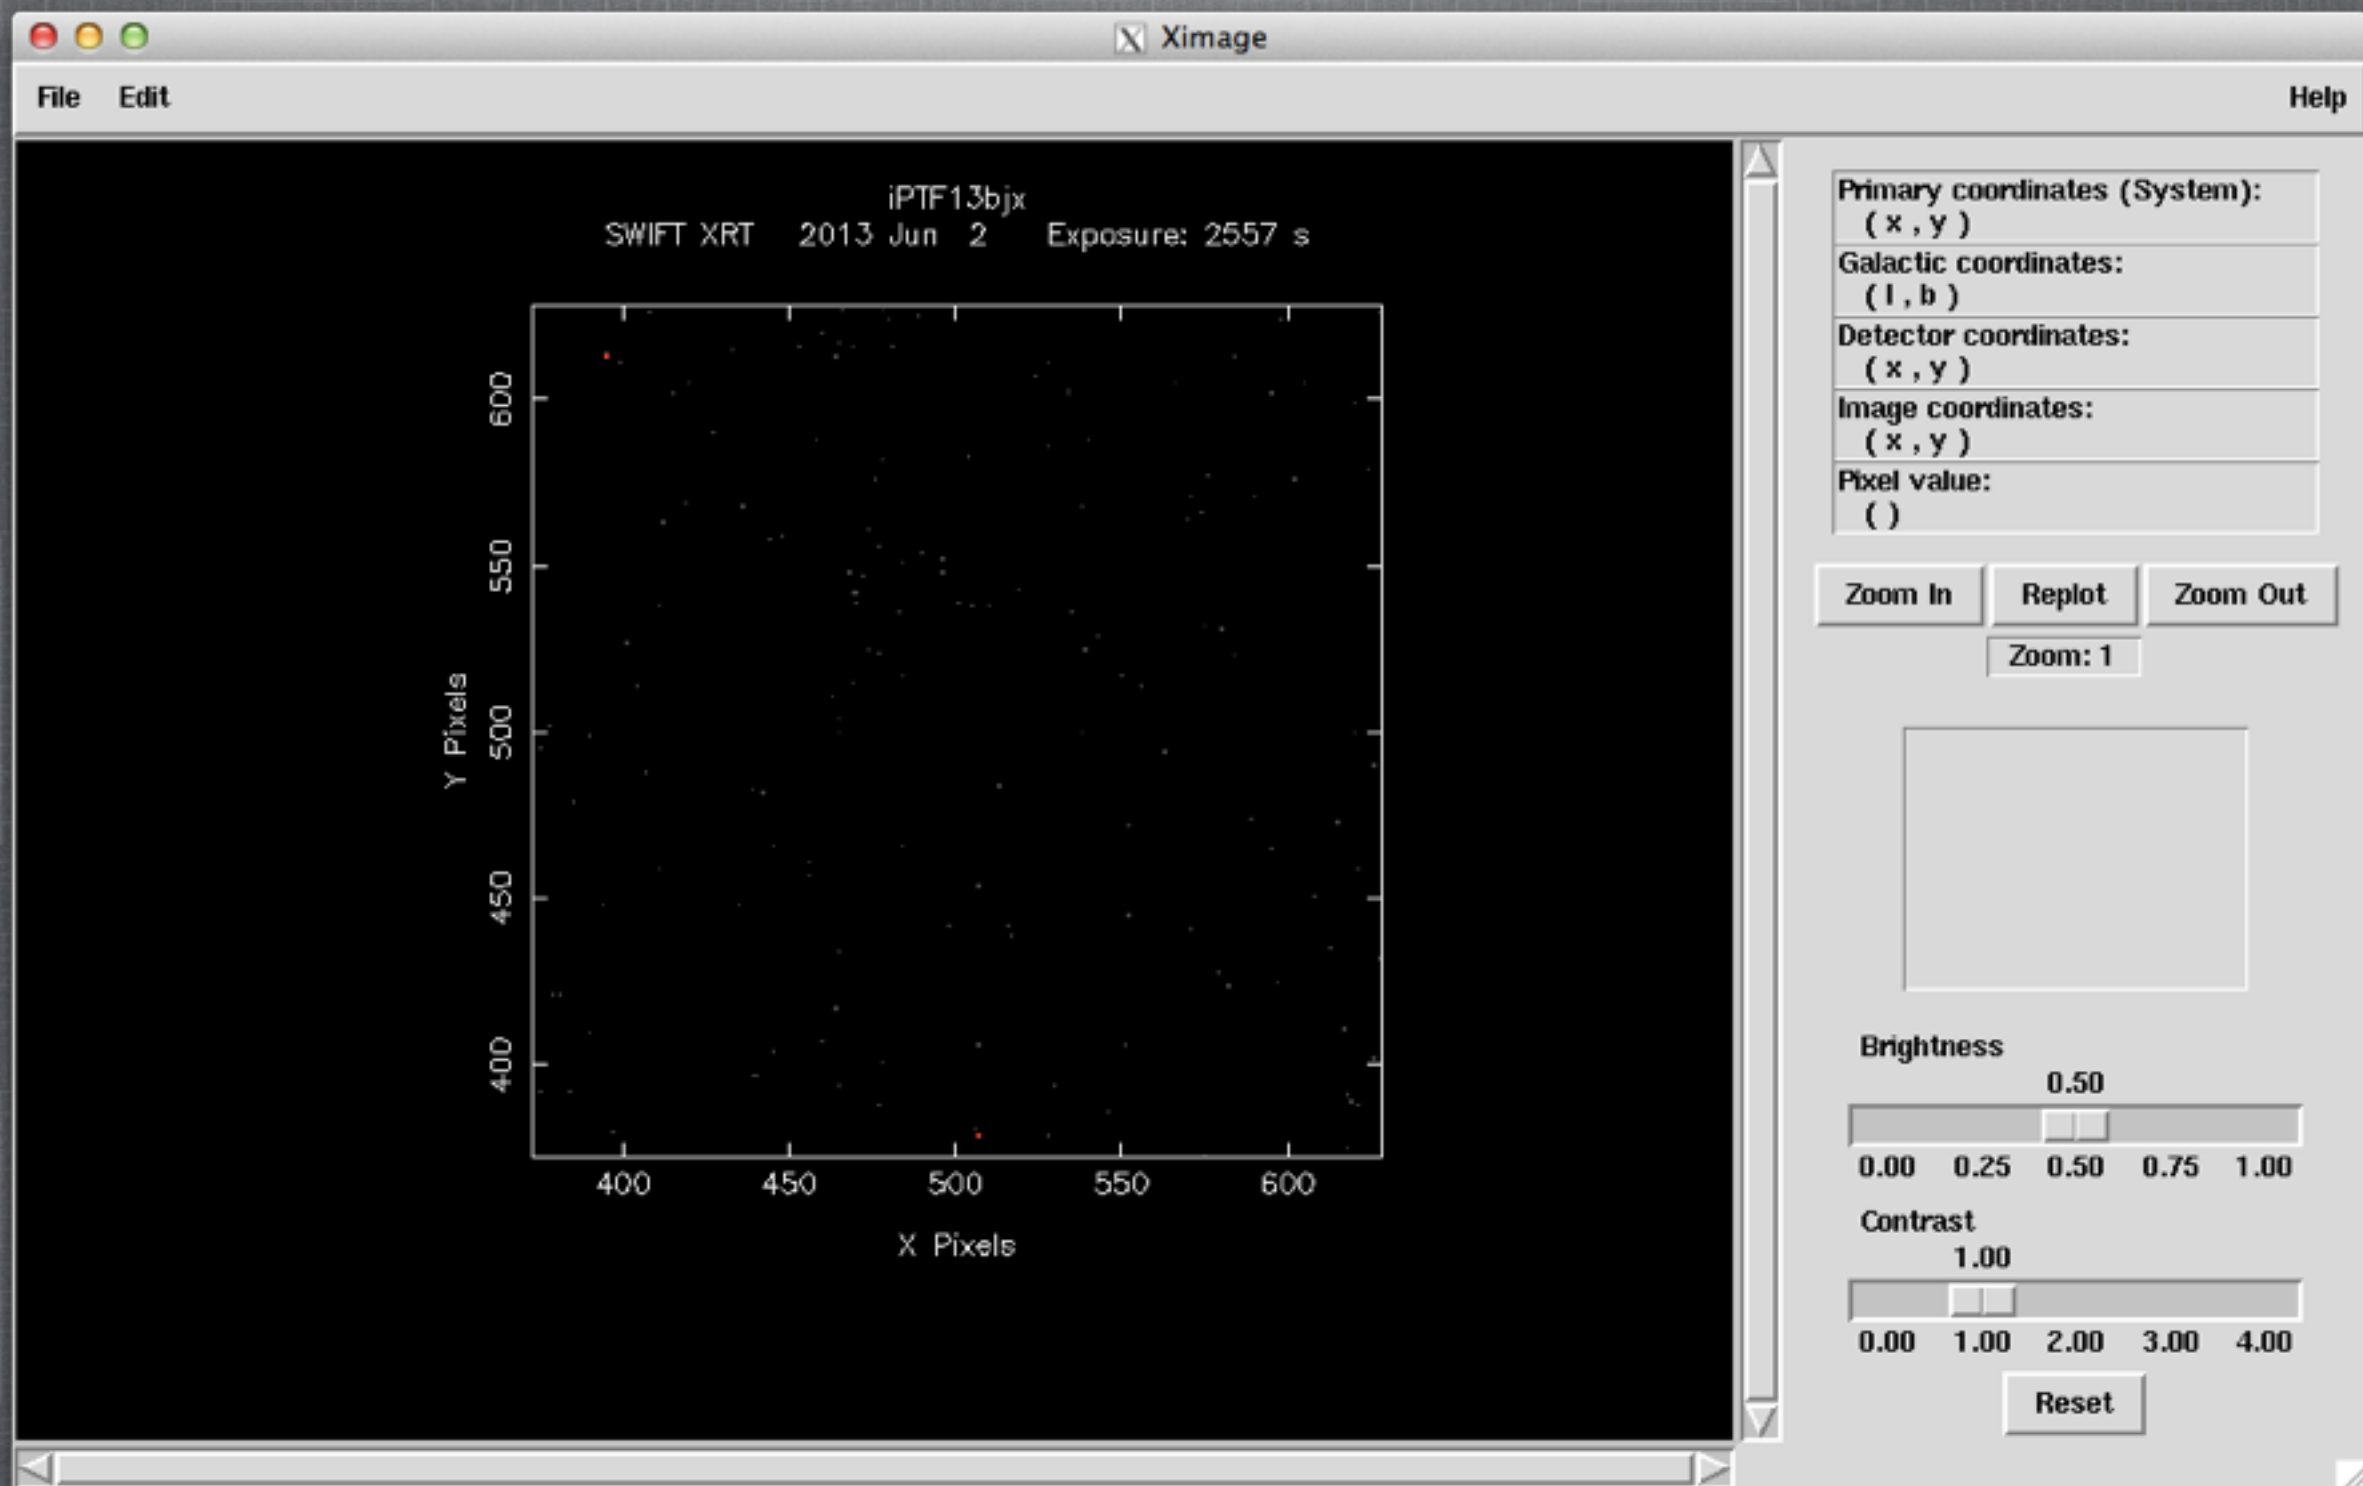 Ximage
File Edit Help
iPTF13bjx
SWIFT XRT 2013 Jun 2 Exposure: 2557 s
600
550
500
450
400
Y Pixels
400 450 500 550 600
X Pixels
Primary coordinates (System):
( x , y )
Galactic coordinates:
( l , b )
Detector coordinates:
( x , y )
Image coordinates:
( x , y )
Pixel value:
( )
Zoom In Replot Zoom Out
Zoom: 1
Brightness
0.50
0.00 0.25 0.50 0.75 1.00
Contrast
1.00
0.00 1.00 2.00 3.00 4.00
Reset